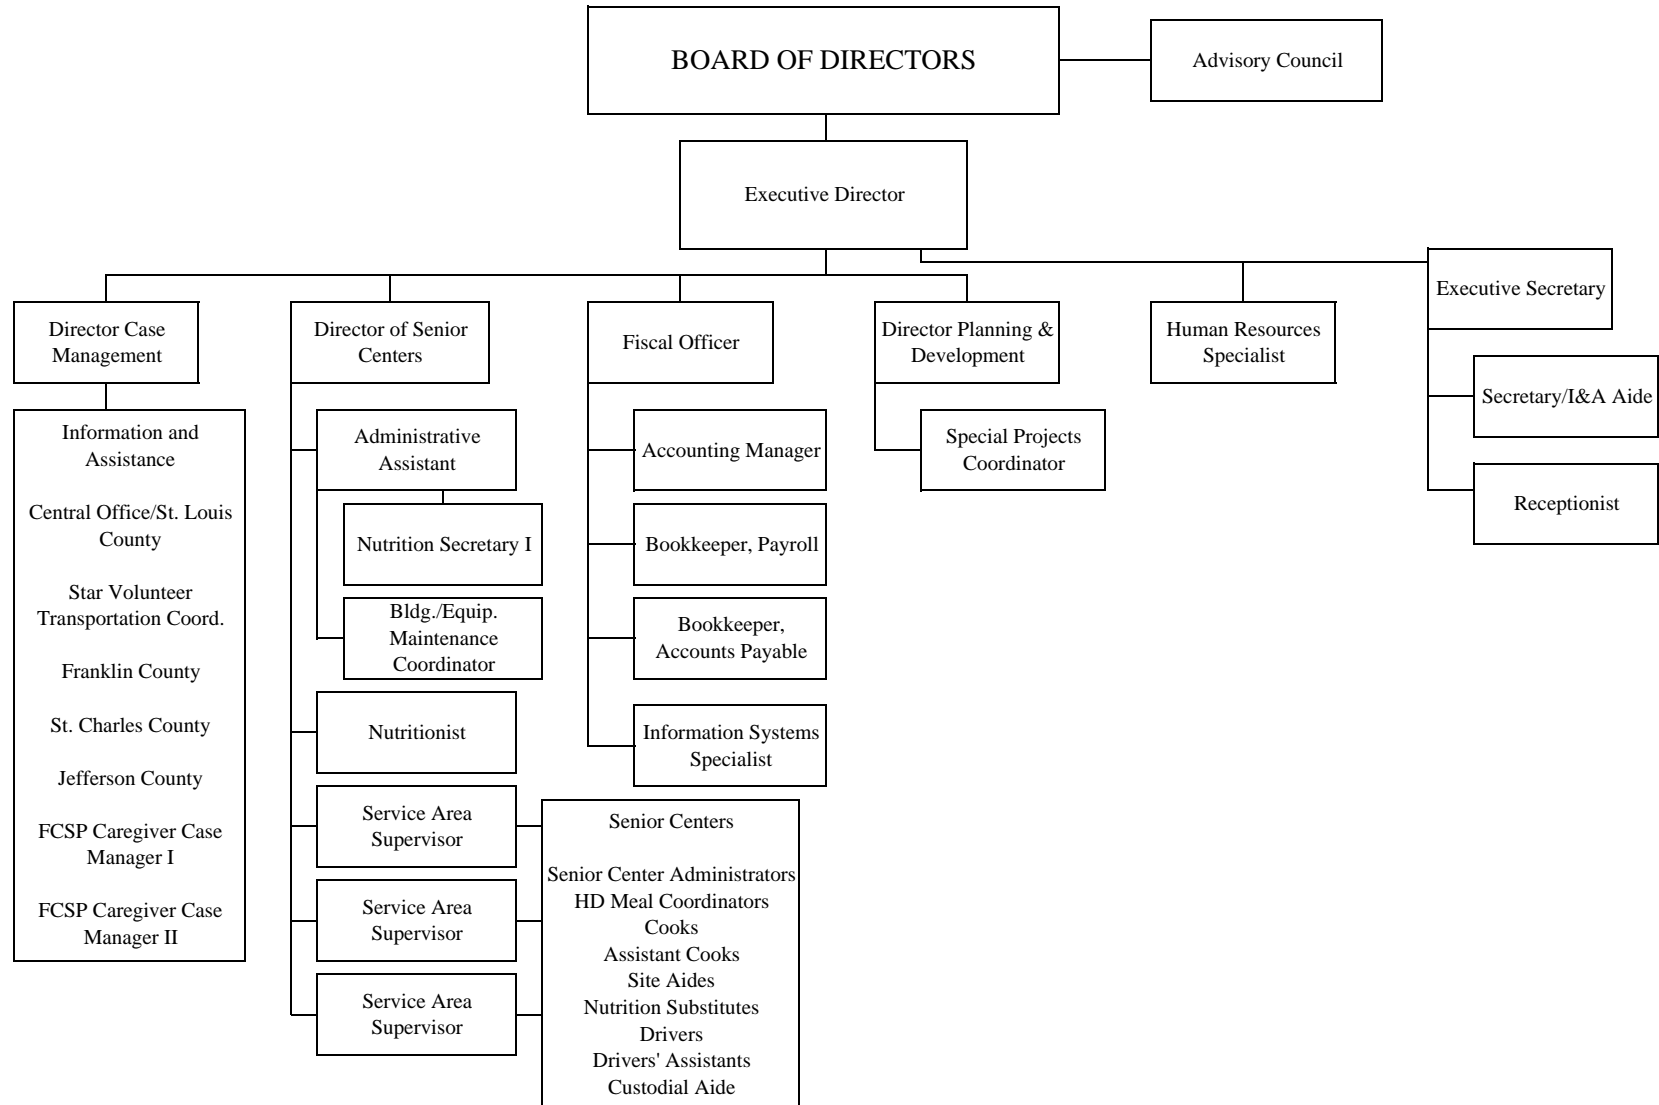 BOARD OF DIRECTORS
Advisory Council
Executive Director
Executive Secretary
Director Case
Management
Director of Senior
Centers
Fiscal Officer
Director Planning &
Development
Human Resources
Specialist
Secretary/I&A Aide
Receptionist
Information and
Assistance
Central Office/St. Louis
County
Star Volunteer
Transportation Coord.
Franklin County
St. Charles County
Jefferson County
FCSP Caregiver Case
Manager I
FCSP Caregiver Case
Manager II
Administrative
Assistant
Nutrition Secretary I
Bldg./Equip.
Maintenance
Coordinator
Nutritionist
Service Area
Supervisor
Service Area
Supervisor
Service Area
Supervisor
Senior Centers
Senior Center Administrators
HD Meal Coordinators
Cooks
Assistant Cooks
Site Aides
Nutrition Substitutes
Drivers
Drivers' Assistants
Custodial Aide
Accounting Manager
Bookkeeper, Payroll
Bookkeeper,
Accounts Payable
Information Systems
Specialist
Special Projects
Coordinator